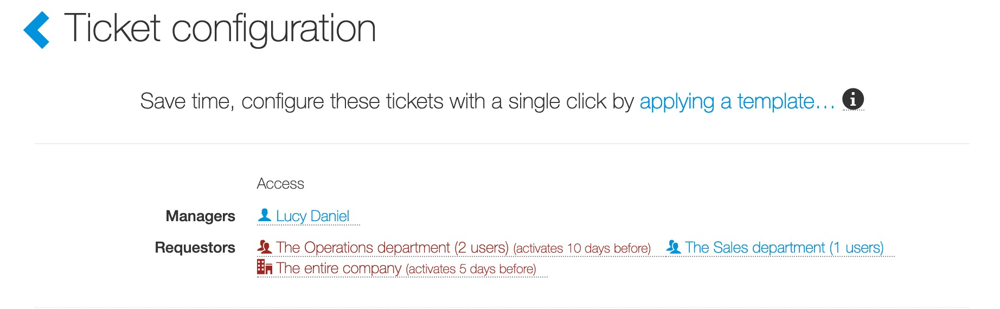 Ticket configuration
Save time, configure these tickets with a single click by applying a template...
Access
Managers Lucy Daniel
Requestors The Operations department (2 users) (activates 10 days before) The Sales department (1 users)
The entire company (activates 5 days before)